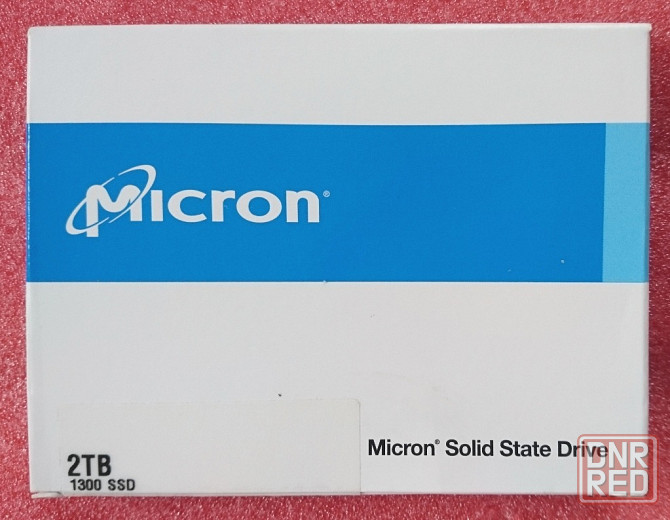 Micron®
Micron® Solid State Drive
2TB
1300 SSD
DNR
RED